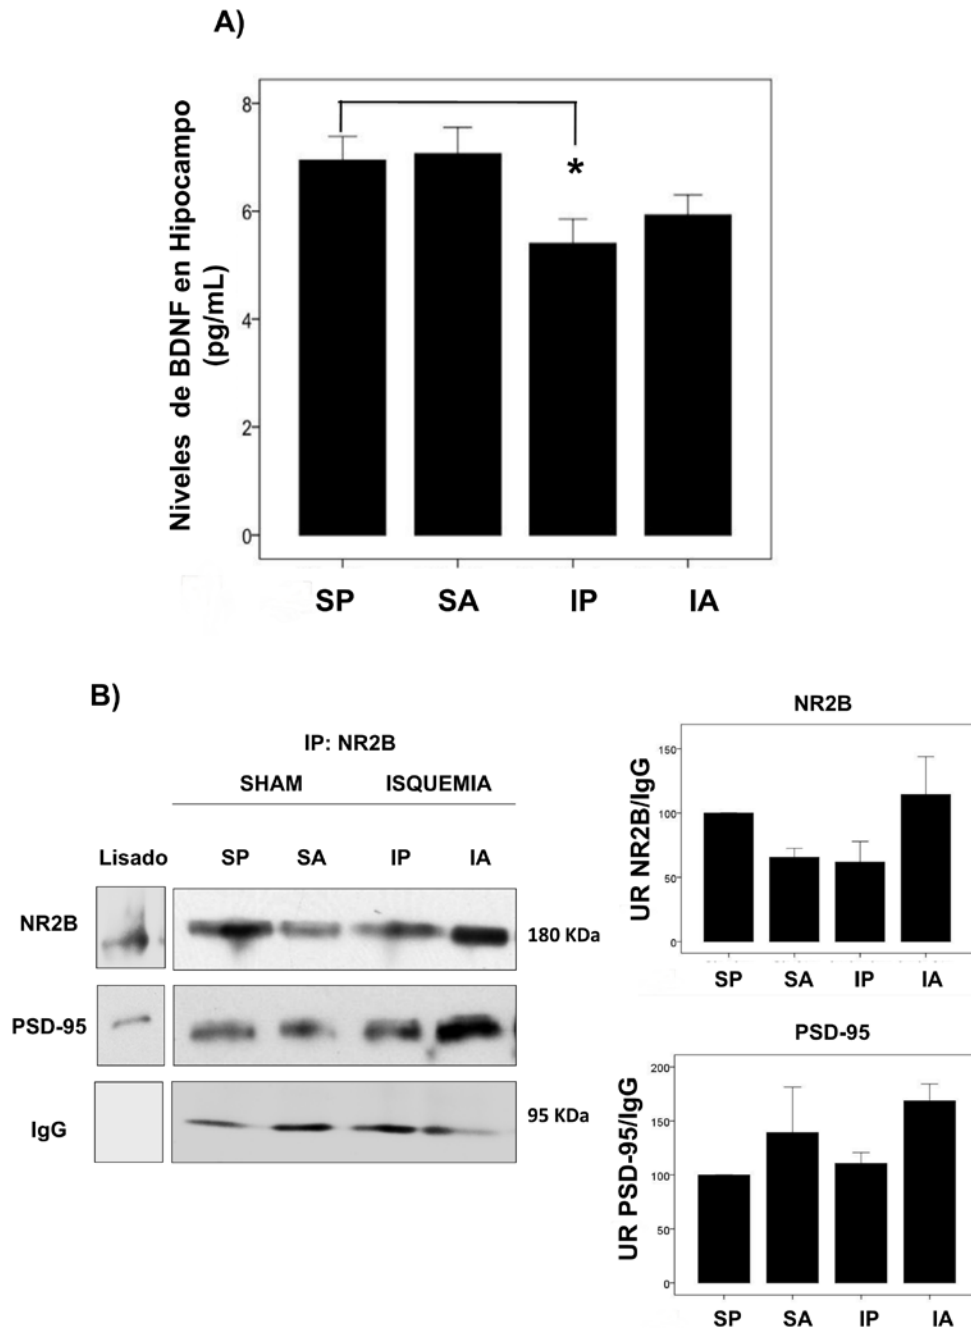 A)
Niveles de BDNF en Hipocampo
(pg/mL)
8
6
4
2
0
*
SP SA IP IA
B)
IP: NR2B
SHAM ISQUEMIA
Lisado SP SA IP IA
NR2B 180 KDa
PSD-95
IgG 95 KDa
NR2B
UR NR2B/IgG
150
100
50
0
SP SA IP IA
PSD-95
UR PSD-95/IgG
200
150
100
50
0
SP SA IP IA